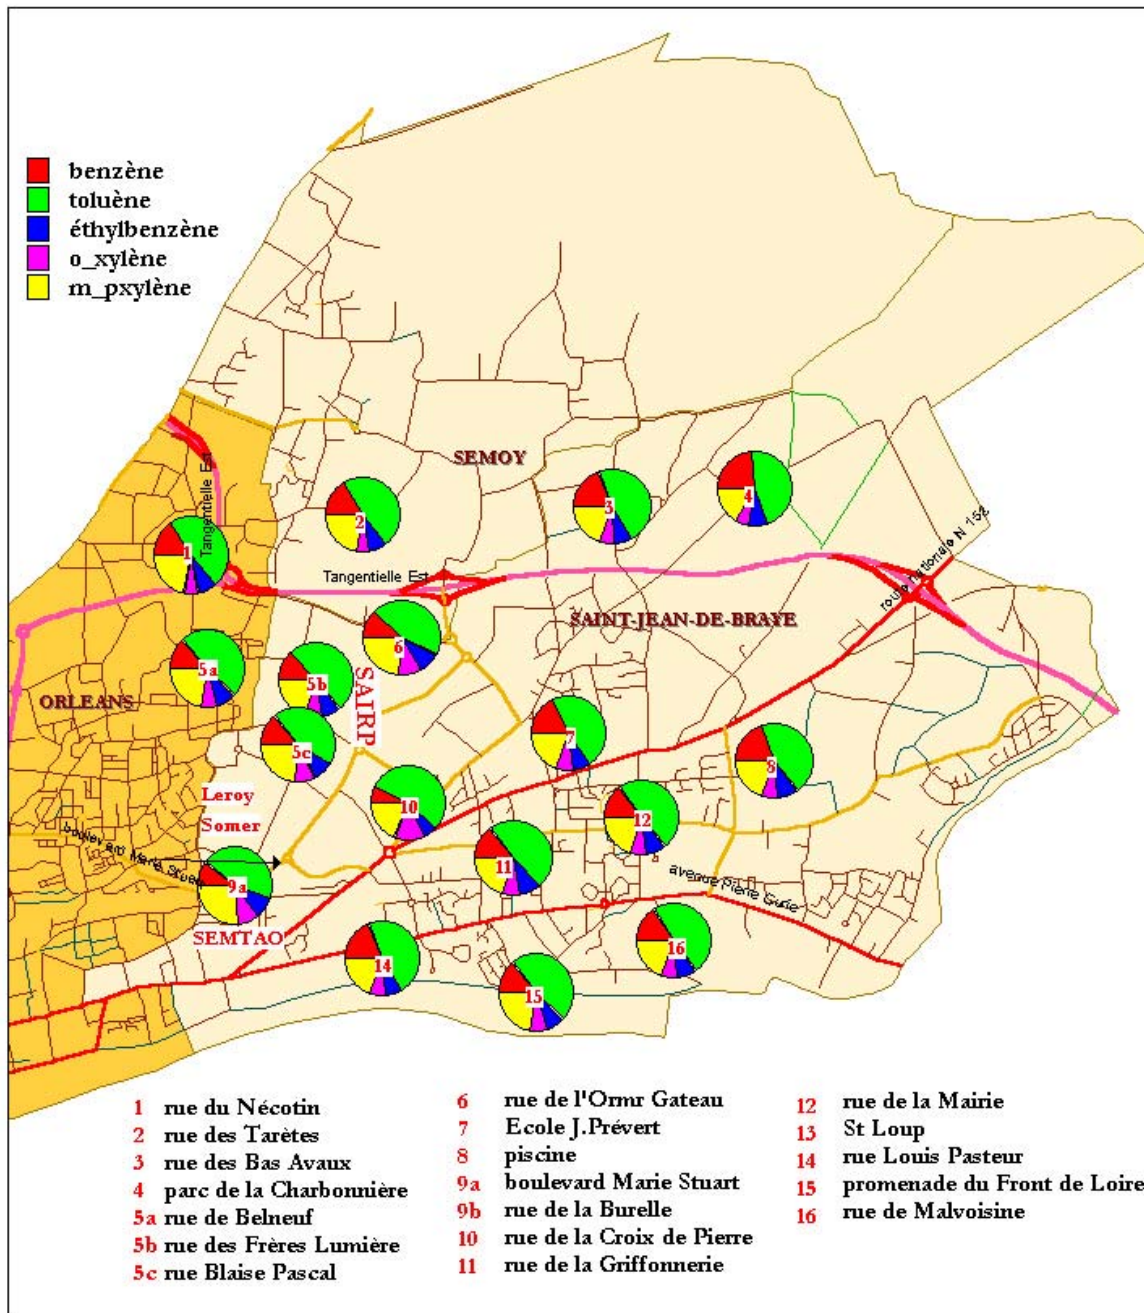 benzène
toluène
éthylbenzène
o_xylène
m_pxylène
SEMOY
Tangentielle Est
Tangentielle Est
route nationale N 152
SAINT-JEAN-DE-BRAYE
ORLEANS
SAIRP
Leroy
Somer
boulevard Marie Stuart
avenue Pierre Curie
SEMTAO
1
2
3
4
5a
5b
5c
6
7
8
9a
10
11
12
14
15
16
1 rue du Nécotin
2 rue des Tarètes
3 rue des Bas Avaux
4 parc de la Charbonnière
5a rue de Belneuf
5b rue des Frères Lumière
5c rue Blaise Pascal
6 rue de l'Ormr Gateau
7 Ecole J.Prévert
8 piscine
9a boulevard Marie Stuart
9b rue de la Burelle
10 rue de la Croix de Pierre
11 rue de la Griffonnerie
12 rue de la Mairie
13 St Loup
14 rue Louis Pasteur
15 promenade du Front de Loire
16 rue de Malvoisine